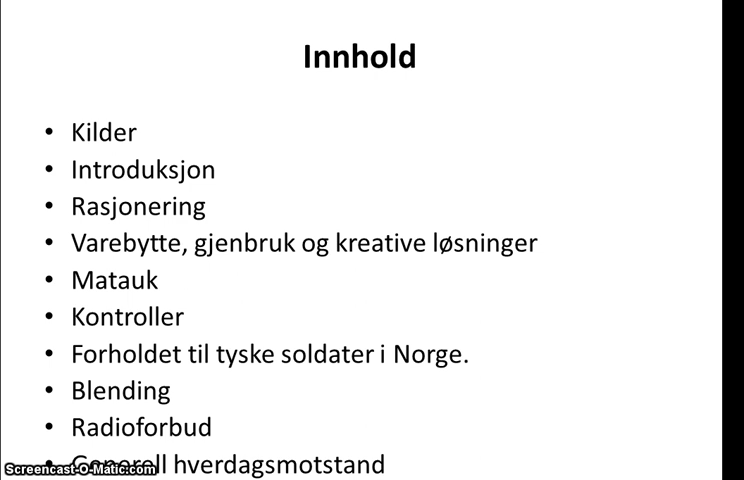 Innhold
• Kilder
• Introduksjon
• Rasjonering
• Varebytte, gjenbruk og kreative løsninger
• Matauk
• Kontroller
• Forholdet til tyske soldater i Norge.
• Blending
• Radioforbud
• Generell hverdagsmotstand
Screencast-O-Matic.com